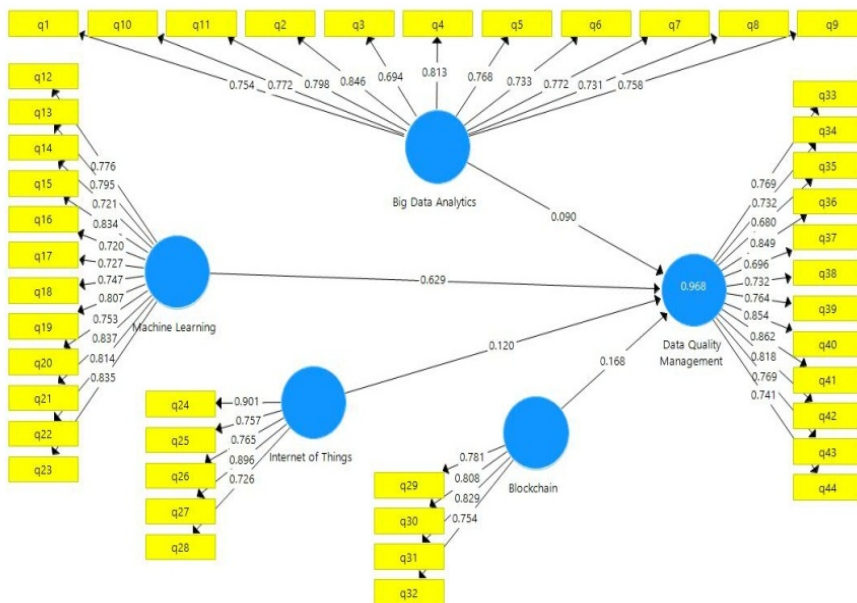 q1 q10 q11 q2 q3 q4 q5 q6 q7 q8 q9
0.754 0.772 0.798 0.846 0.694 0.813 0.768 0.733 0.772 0.731 0.758
Big Data Analytics
q12
q13
q14
q15
q16
q17
q18
q19
q20
q21
q22
q23
0.776
0.795
0.721
0.834
0.720
0.727
0.747
0.807
0.753
0.837
0.814
0.835
Machine Learning
0.090
0.629
0.120
0.168
q24
q25
q26
q27
q28
0.901
0.757
0.765
0.896
0.726
Internet of Things
q29
q30
q31
q32
0.781
0.808
0.829
0.754
Blockchain
0.968
Data Quality
Management
0.769
0.732
0.680
0.849
0.696
0.732
0.764
0.854
0.862
0.818
0.769
0.741
q33
q34
q35
q36
q37
q38
q39
q40
q41
q42
q43
q44